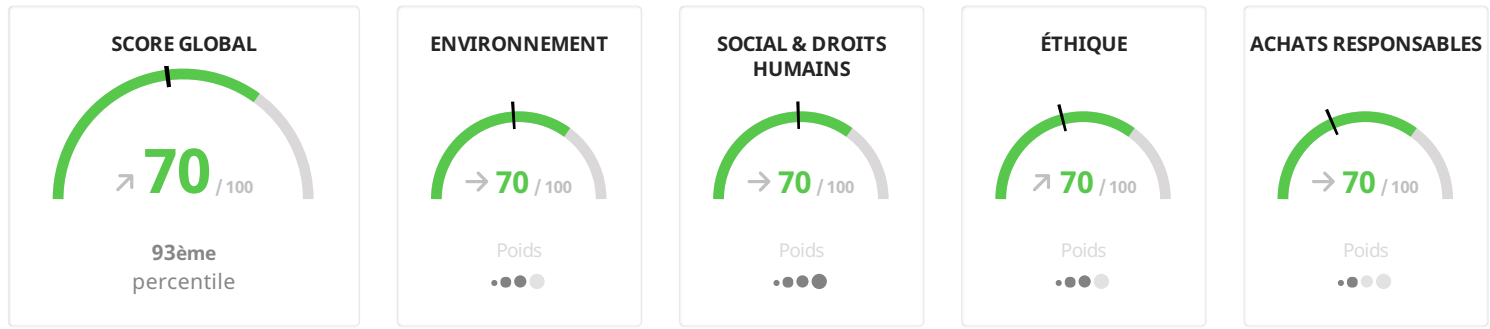 SCORE GLOBAL
70 / 100
93ème
percentile
ENVIRONNEMENT
70 / 100
Poids
SOCIAL & DROITS
HUMAINS
70 / 100
Poids
ÉTHIQUE
70 / 100
Poids
ACHATS RESPONSABLES
70 / 100
Poids